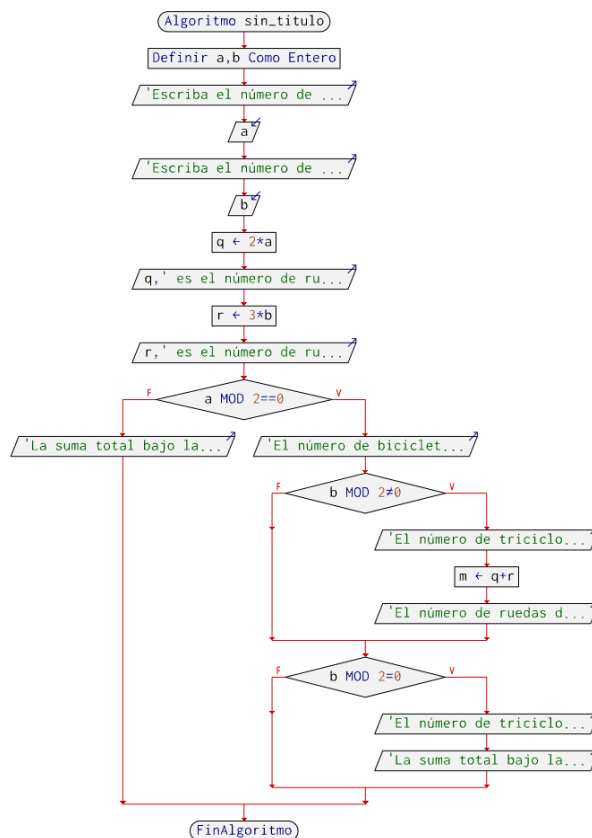 Algoritmo sin_titulo
Definir a,b Como Entero
'Escriba el número de ...
a
'Escriba el número de ...
b
q ← 2*a
q,' es el número de ru...
r ← 3*b
r,' es el número de ru...
F
a MOD 2==0
V
'La suma total bajo la...
'El número de biciclet...
F
b MOD 2≠0
V
'El número de triciclo...
m ← q+r
'El número de ruedas d...
F
b MOD 2=0
V
'El número de triciclo...
'La suma total bajo la...
FinAlgoritmo